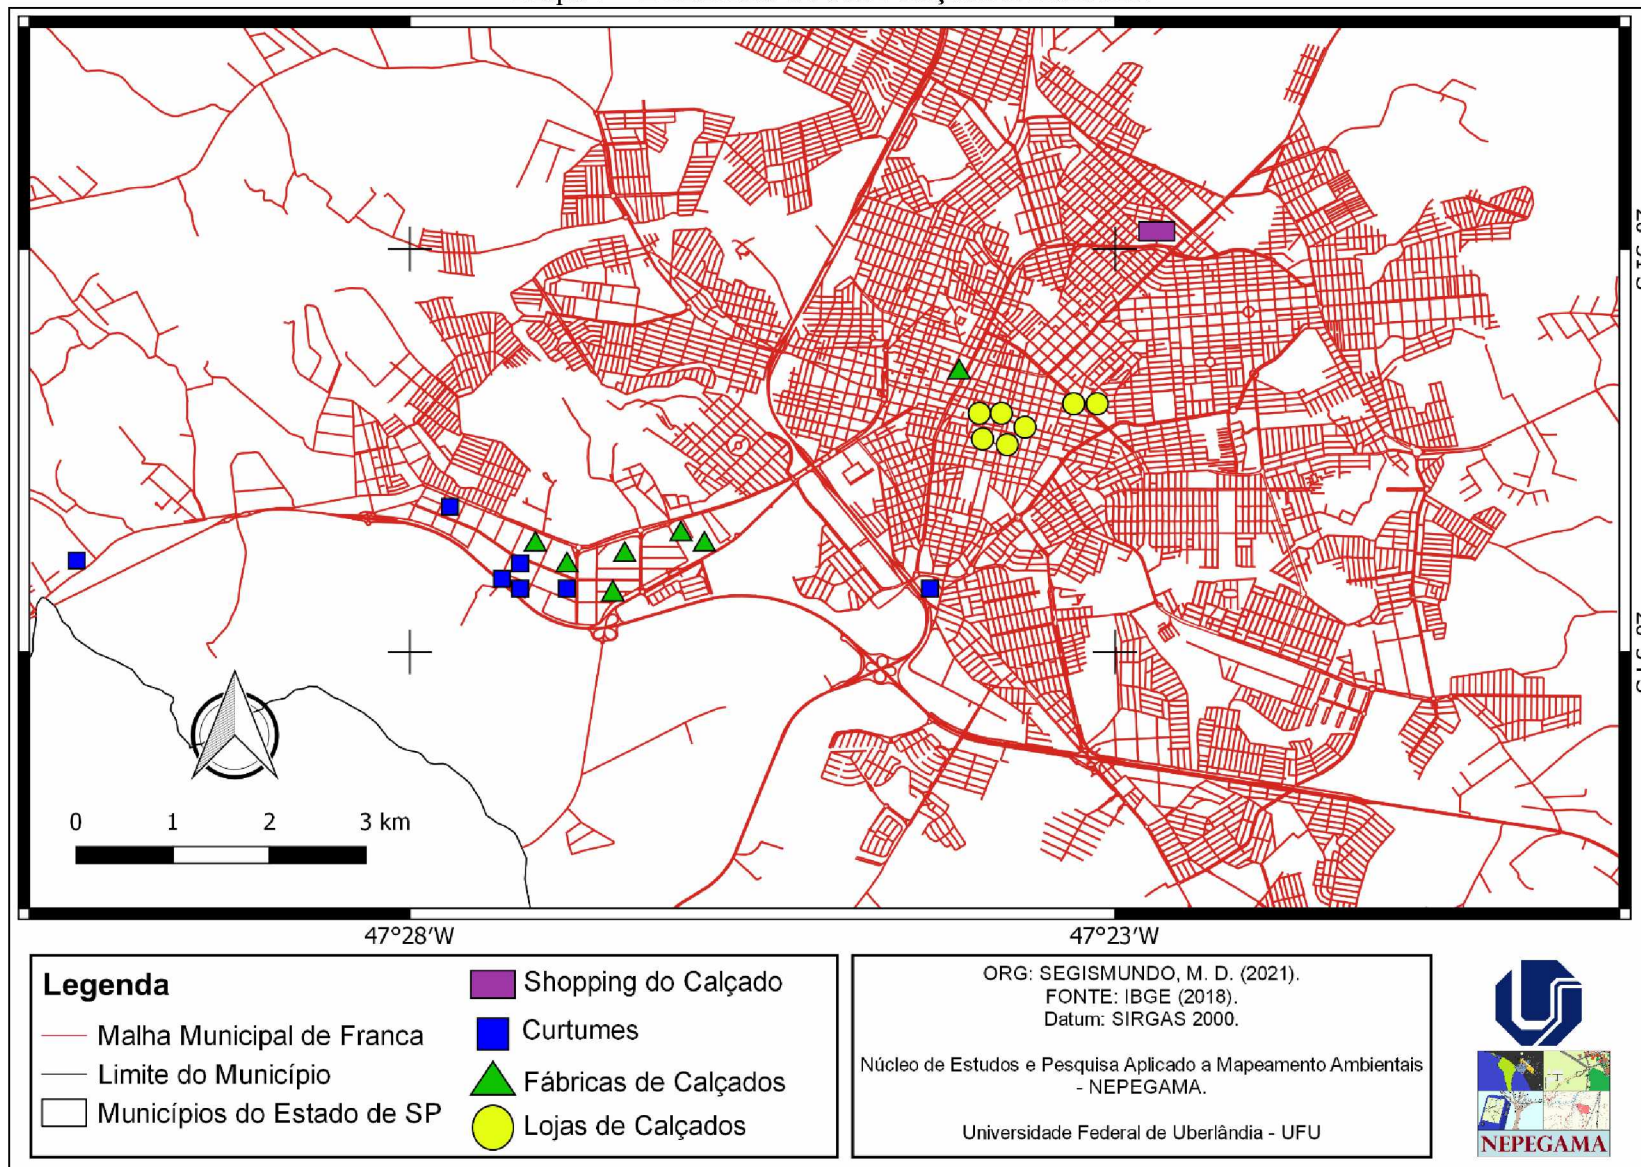 0 1 2 3 km
47°28'W
47°23'W
Legenda
Malha Municipal de Franca
Limite do Município
Municípios do Estado de SP
Shopping do Calçado
Curtumes
Fábricas de Calçados
Lojas de Calçados
ORG: SEGISMUNDO, M. D. (2021).
FONTE: IBGE (2018).
Datum: SIRGAS 2000.
Núcleo de Estudos e Pesquisa Aplicado a Mapeamento Ambientais
- NEPEGAMA.
Universidade Federal de Uberlândia - UFU
NEPEGAMA